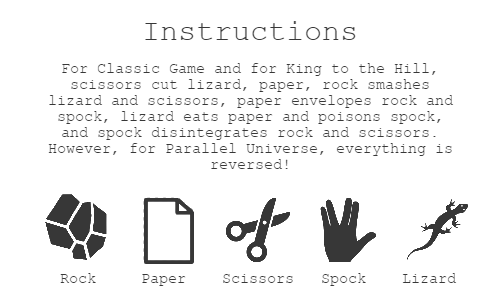 Instructions
For Classic Game and for King to the Hill,
scissors cut lizard, paper, rock smashes
lizard and scissors, paper envelopes rock and
spock, lizard eats paper and poisons spock,
and spock disintegrates rock and scissors.
However, for Parallel Universe, everything is
reversed!
Rock Paper Scissors Spock Lizard